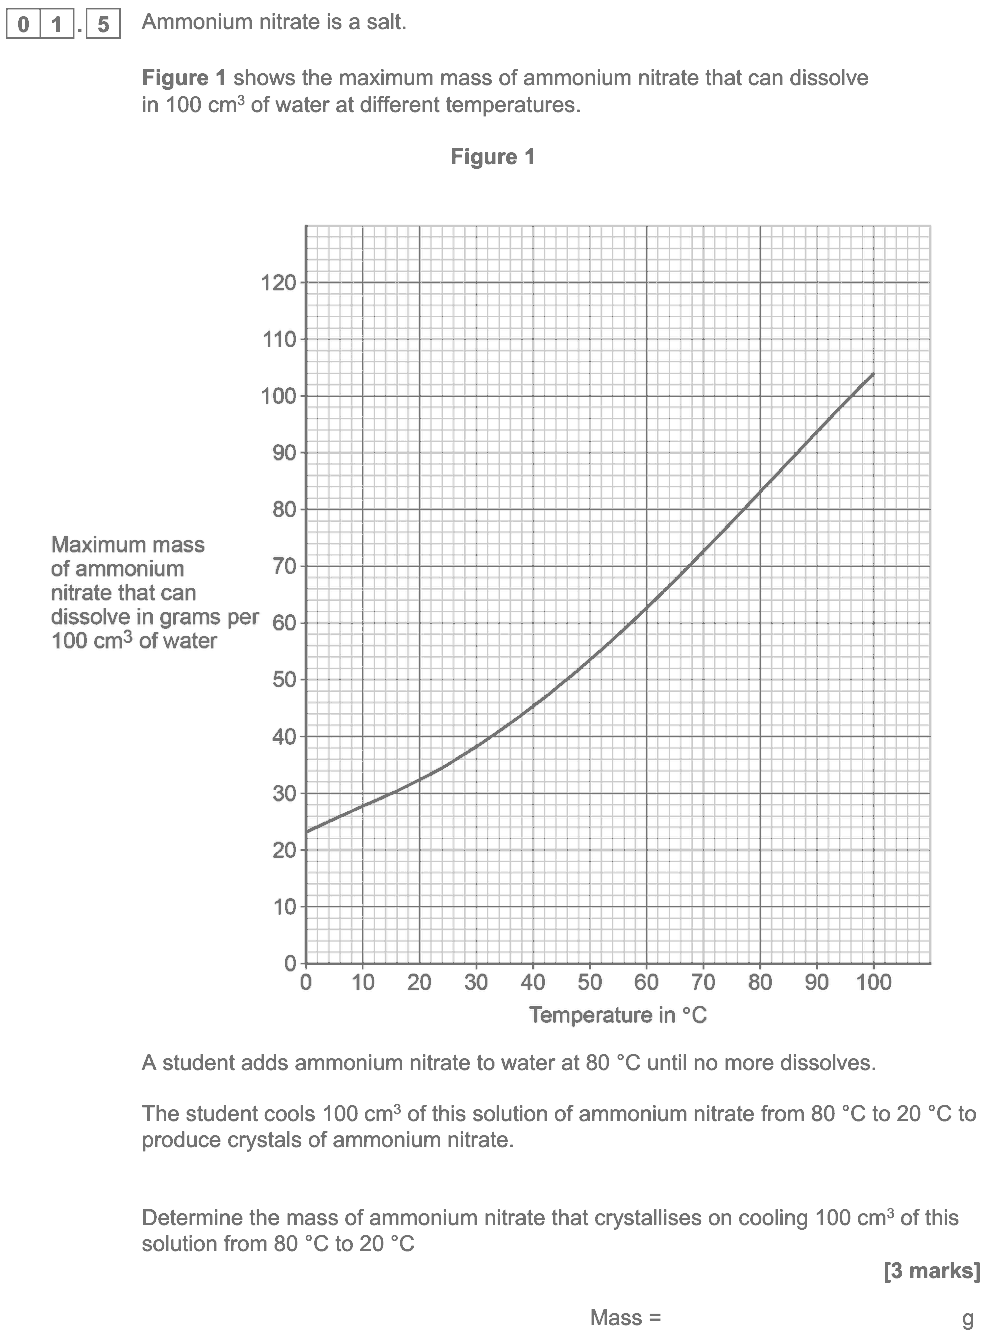 01.5 Ammonium nitrate is a salt.
Figure 1 shows the maximum mass of ammonium nitrate that can dissolve
in 100 cm³ of water at different temperatures.
Figure 1
120
110
100
90
80
70
60
50
40
30
20
10
0
Maximum mass
of ammonium
nitrate that can
dissolve in grams per
100 cm³ of water
0 10 20 30 40 50 60 70 80 90 100
Temperature in °C
A student adds ammonium nitrate to water at 80 °C until no more dissolves.
The student cools 100 cm³ of this solution of ammonium nitrate from 80 °C to 20 °C to
produce crystals of ammonium nitrate.
Determine the mass of ammonium nitrate that crystallises on cooling 100 cm³ of this
solution from 80 °C to 20 °C
[3 marks]
Mass = g